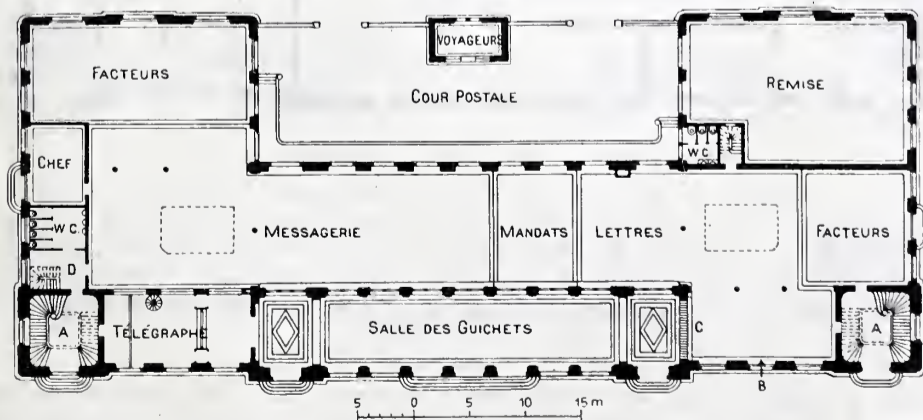 VOYAGEURS
FACTEURS
COUR POSTALE
REMISE
W C
CHEF
W.C.
D
MESSAGERIE
MANDATS
LETTRES
FACTEURS
A
TÉLÉGRAPHE
SALLE DES GUICHETS
C
A
B
5 0 5 10 15 m